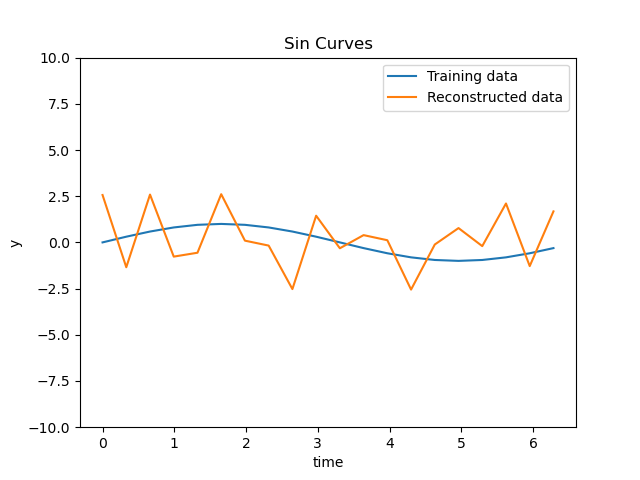 Sin Curves
10.0
7.5
5.0
2.5
0.0
−2.5
−5.0
−7.5
−10.0
y
Training data
Reconstructed data
0 1 2 3 4 5 6
time